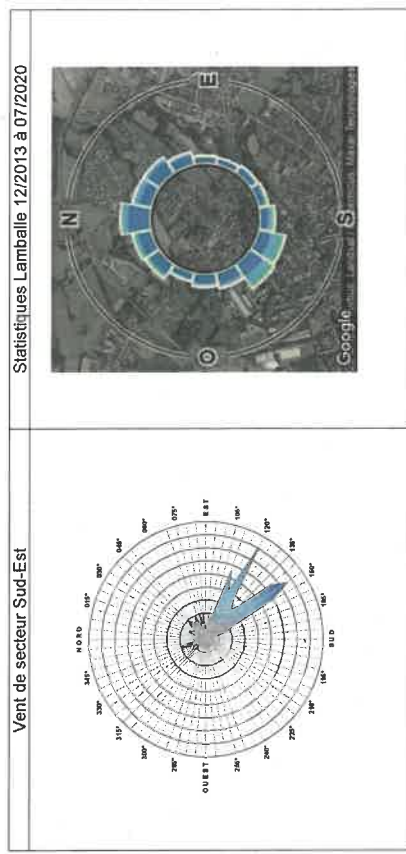 Vent de secteur Sud-Est
NORD
015°
030°
045°
060°
075°
EST
105°
120°
135°
150°
165°
SUD
195°
210°
225°
240°
255°
OUEST
285°
300°
315°
330°
345°
Statistiques Lamballe 12/2013 à 07/2020
N
E
S
O
Google
Technologies